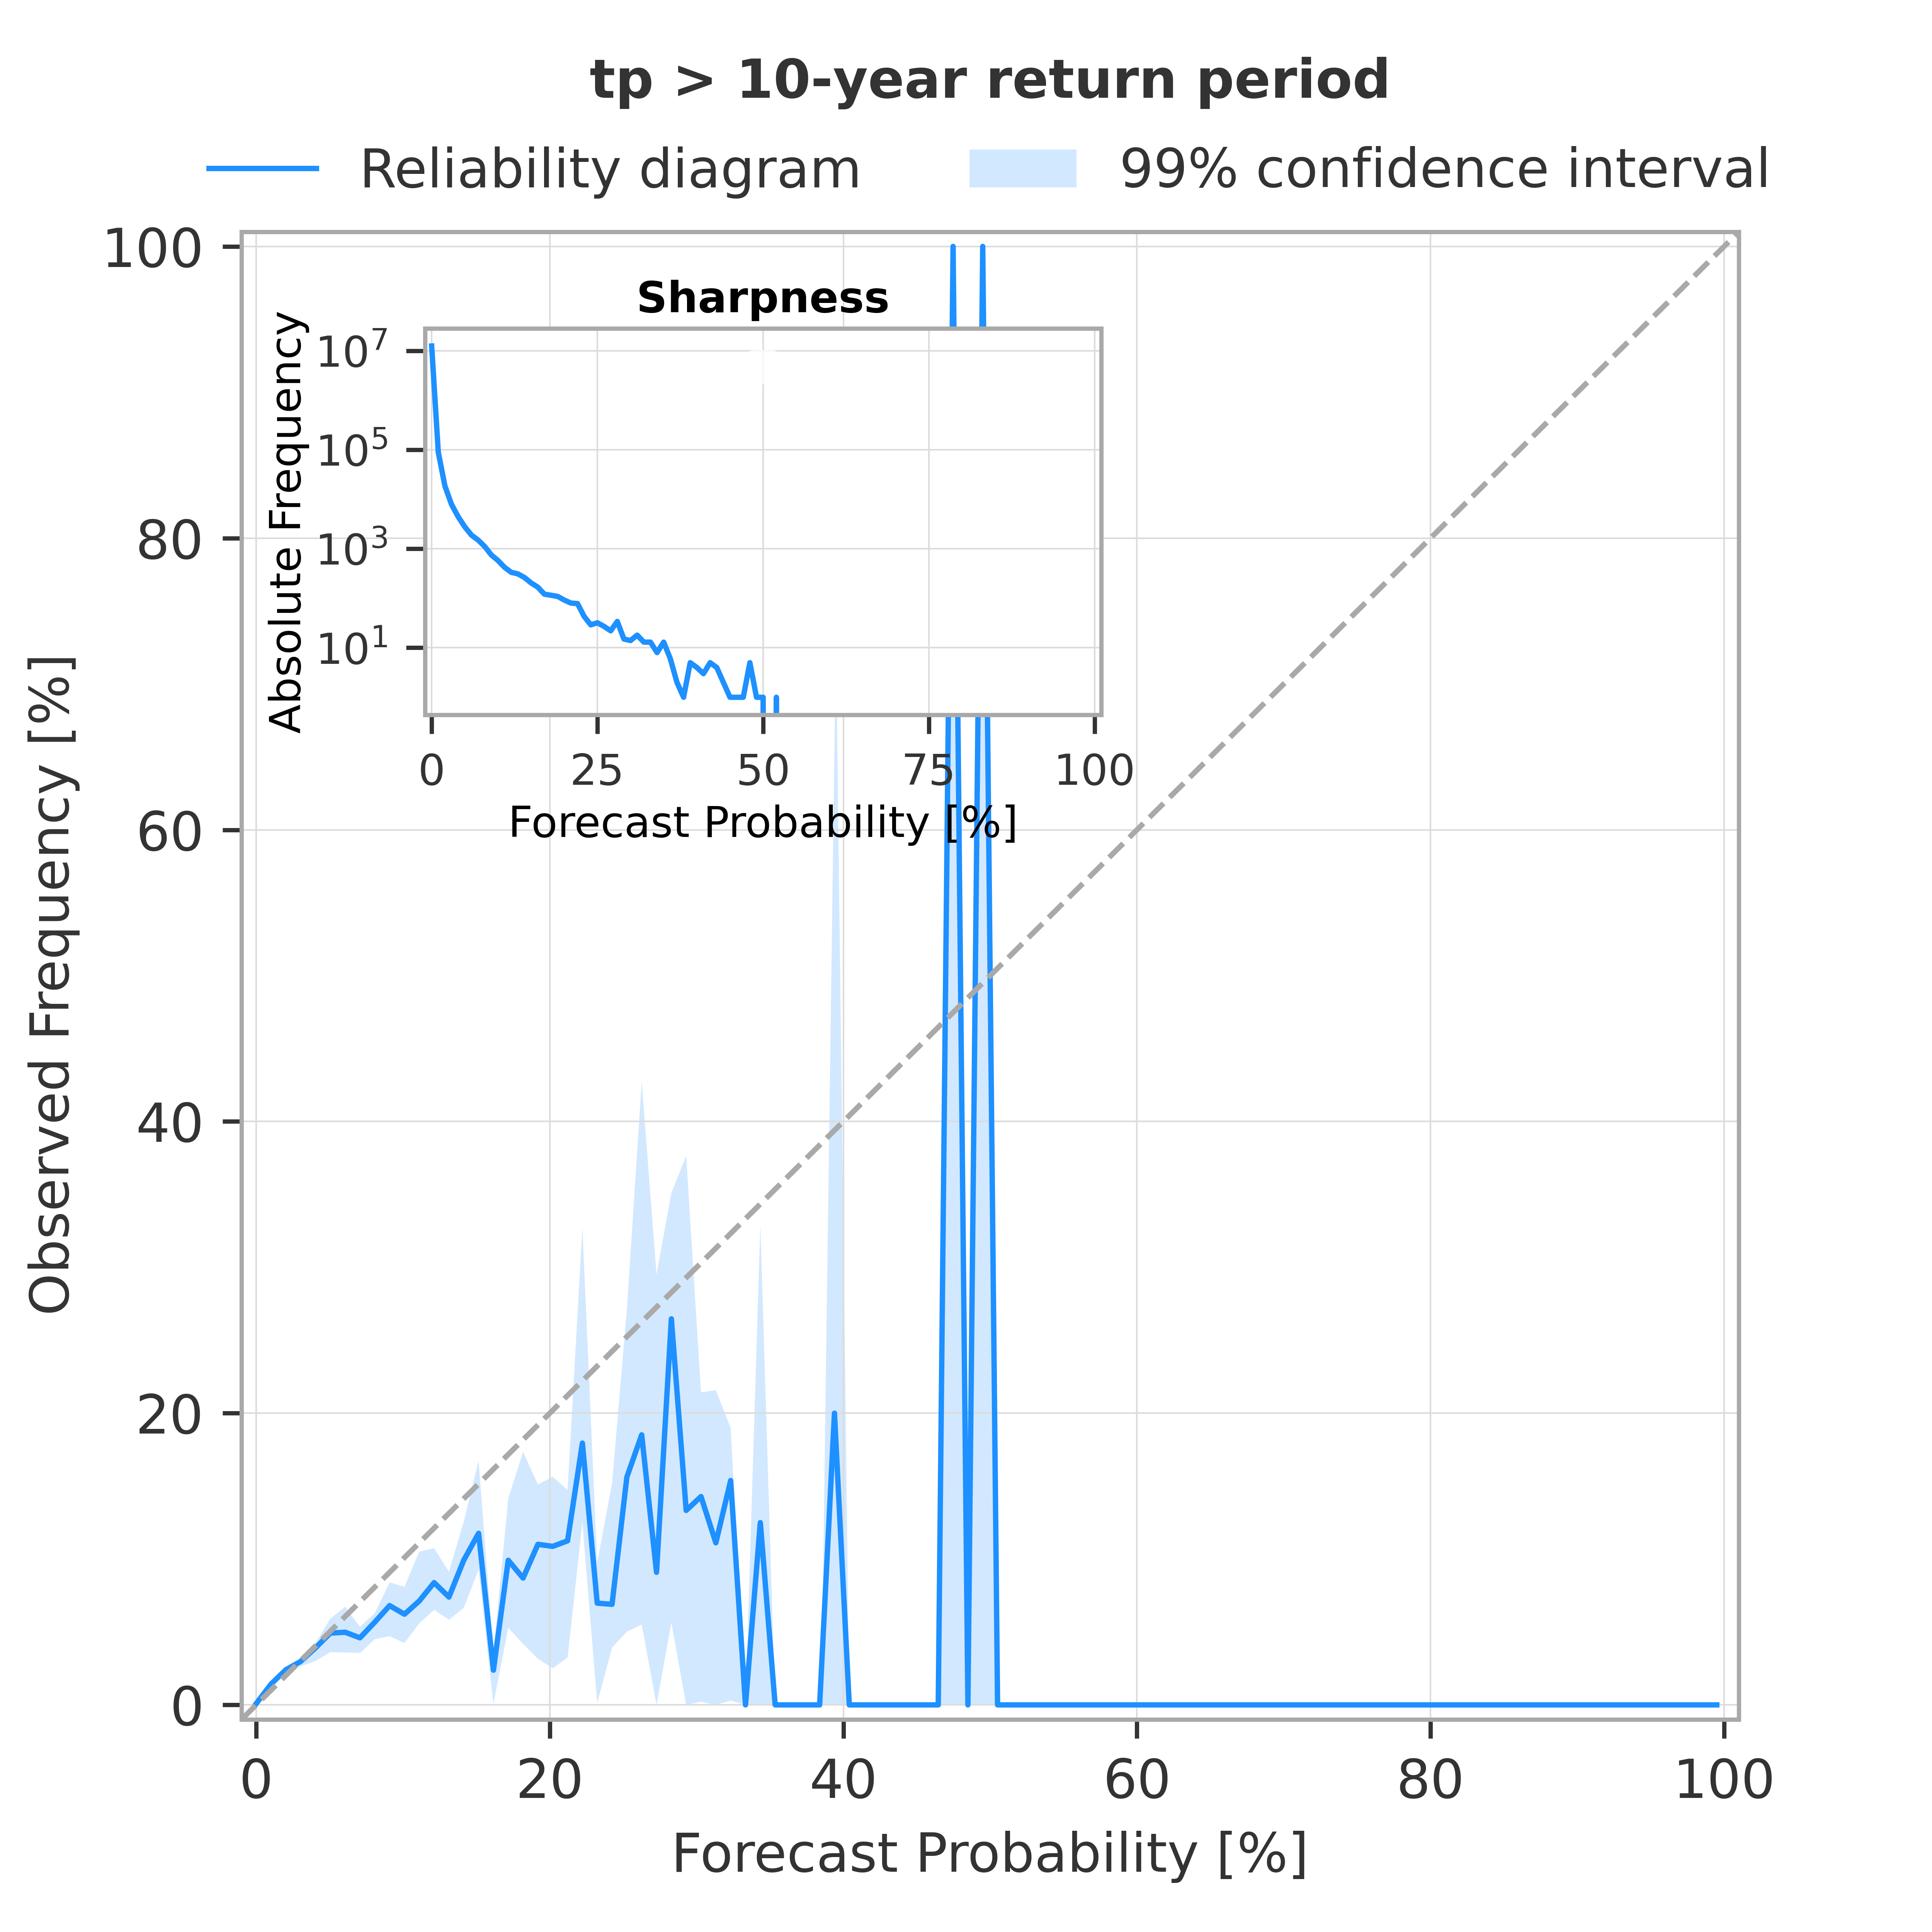 tp > 10-year return period
Reliability diagram
99% confidence interval
Observed Frequency [%]
100
80
60
40
20
0
Sharpness
Absolute Frequency
10⁷
10⁵
10³
10¹
0 25 50 75 100
Forecast Probability [%]
0 20 40 60 80 100
Forecast Probability [%]